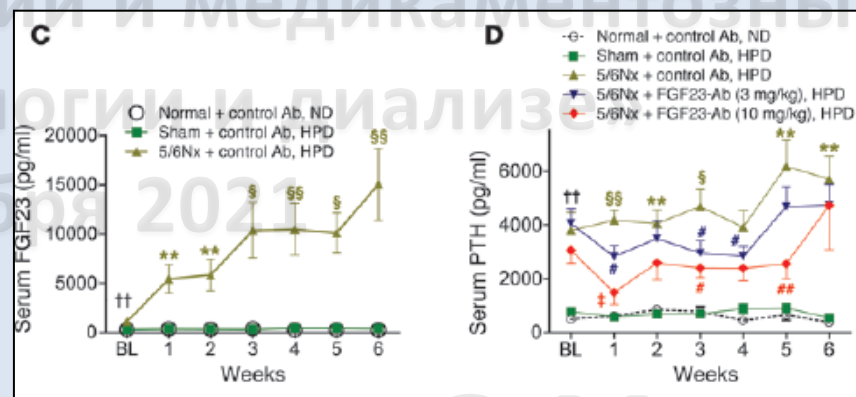 ии и медикаментозны
C
D
Normal + control Ab, ND
Sham + control Ab, HPD
5/6Nx + control Ab, HPD
5/6Nx + FGF23-Ab (3 mg/kg), HPD
5/6Nx + FGF23-Ab (10 mg/kg), HPD
огии и диализе»
Normal + control Ab, ND
Sham + control Ab, HPD
5/6Nx + control Ab, HPD
бря 2021
Serum FGF23 (pg/ml)
20000
15000
10000
5000
0
††
**
**
§
§§
§
§§
BL 1 2 3 4 5 6
Weeks
Serum PTH (pg/ml)
6000
4000
2000
0
††
§§
**
§
**
**
#
#
#
‡
#
##
BL 1 2 3 4 5 6
Weeks